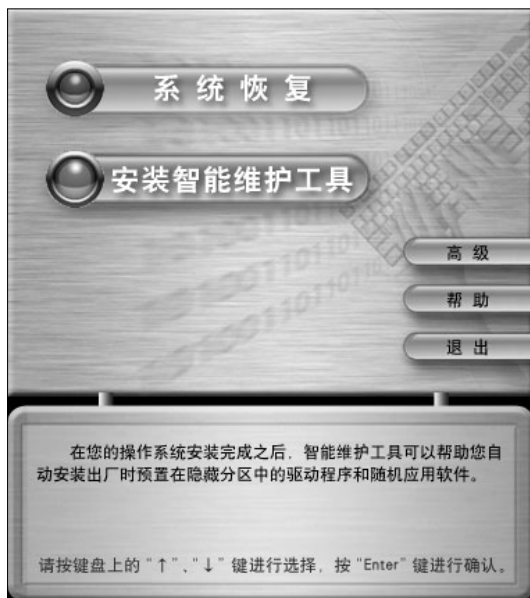 系统恢复
安装智能维护工具
高级
帮助
退出
在您的操作系统安装完成之后，智能维护工具可以帮助您自
动安装出厂时预置在隐藏分区中的驱动程序和随机应用软件。
请按键盘上的“↑”、“↓”键进行选择，按“Enter”键进行确认。